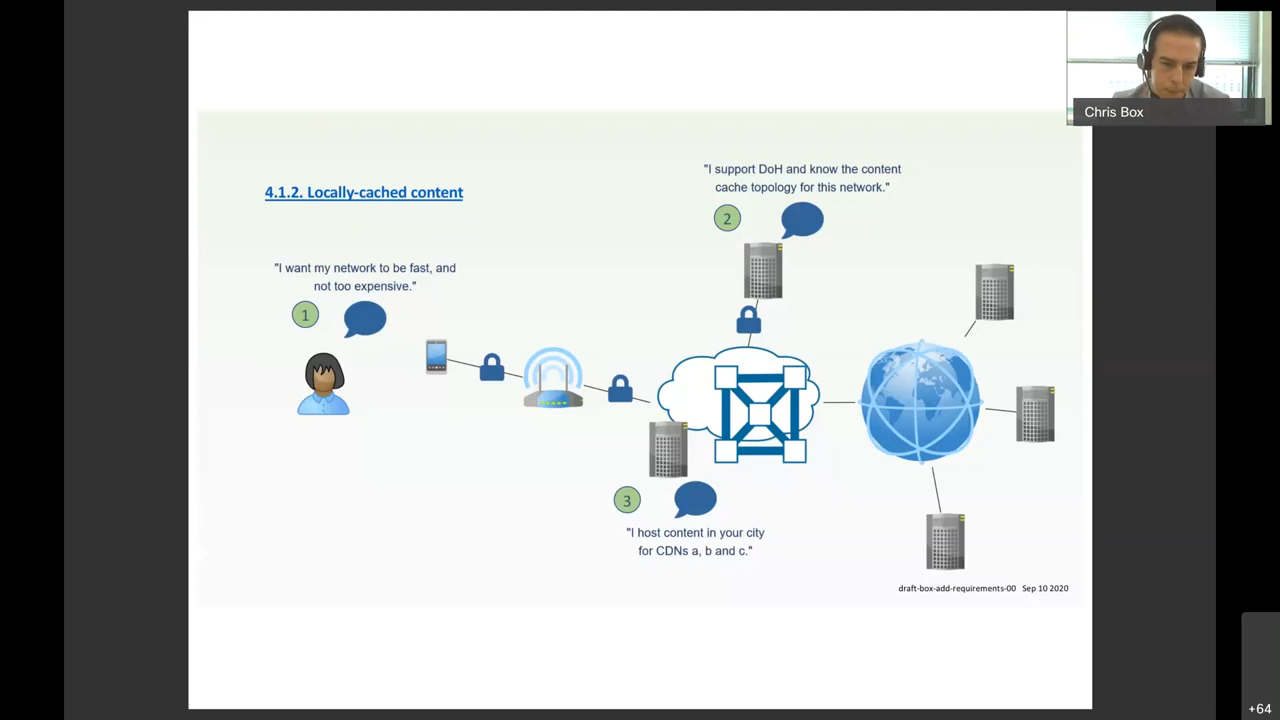 Chris Box
4.1.2. Locally-cached content
"I support DoH and know the content
cache topology for this network."
2
"I want my network to be fast, and
not too expensive."
1
3
"I host content in your city
for CDNs a, b and c."
draft-box-add-requirements-00 Sep 10 2020
+64